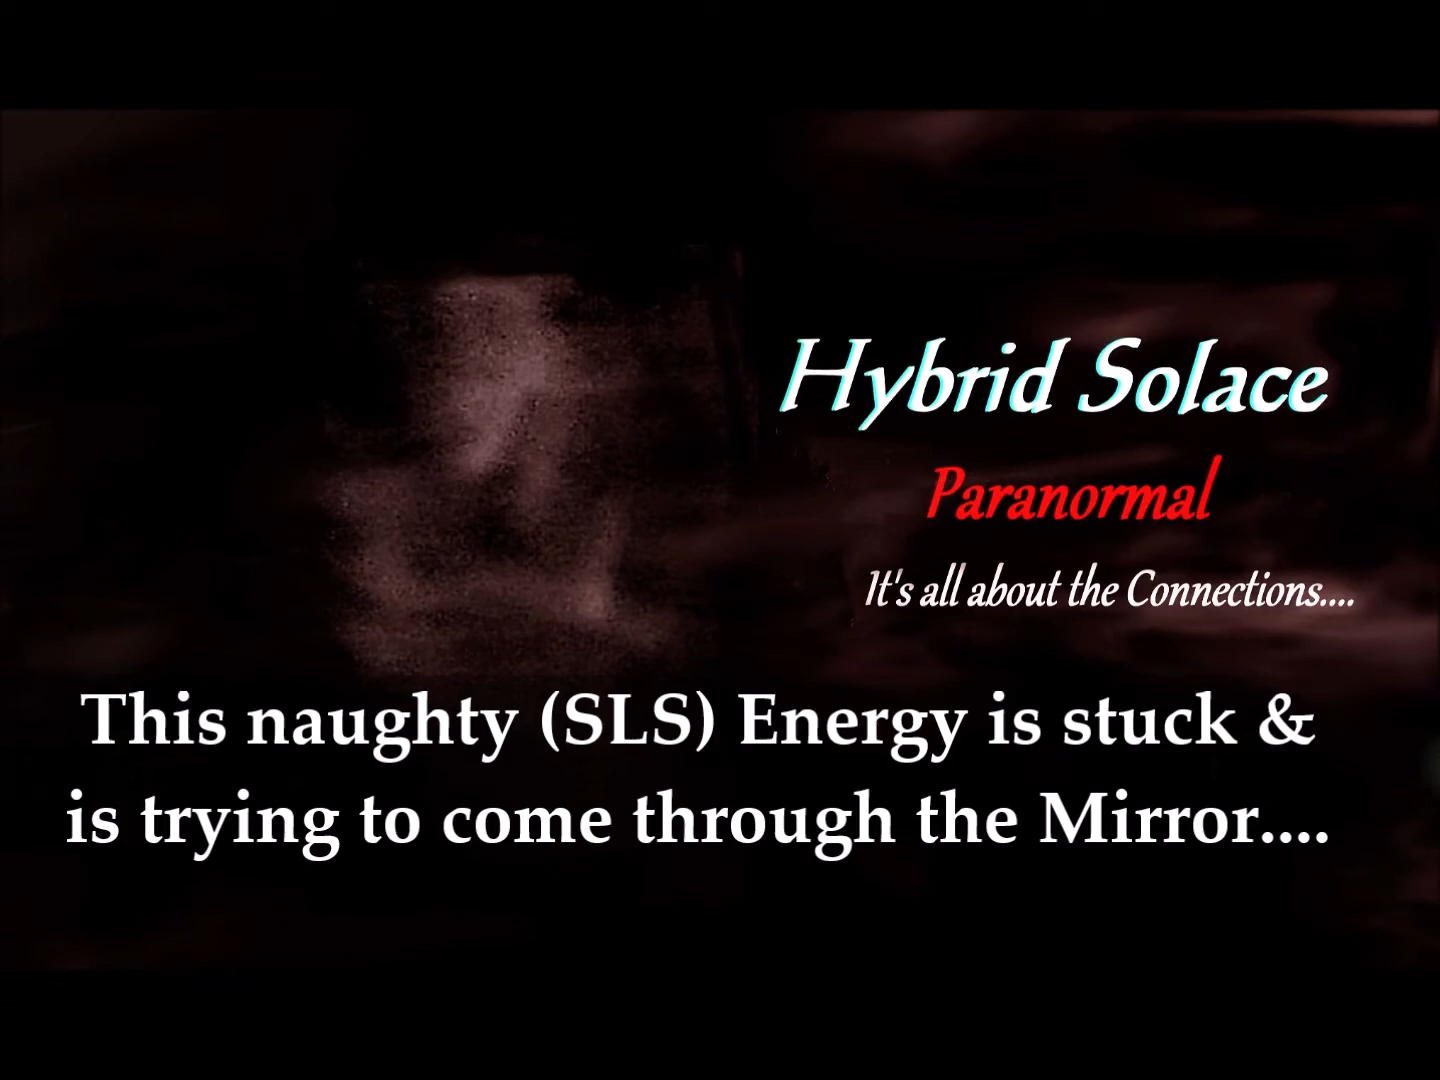 Hybrid Solace
Paranormal
It's all about the Connections....
This naughty (SLS) Energy is stuck &
is trying to come through the Mirror....